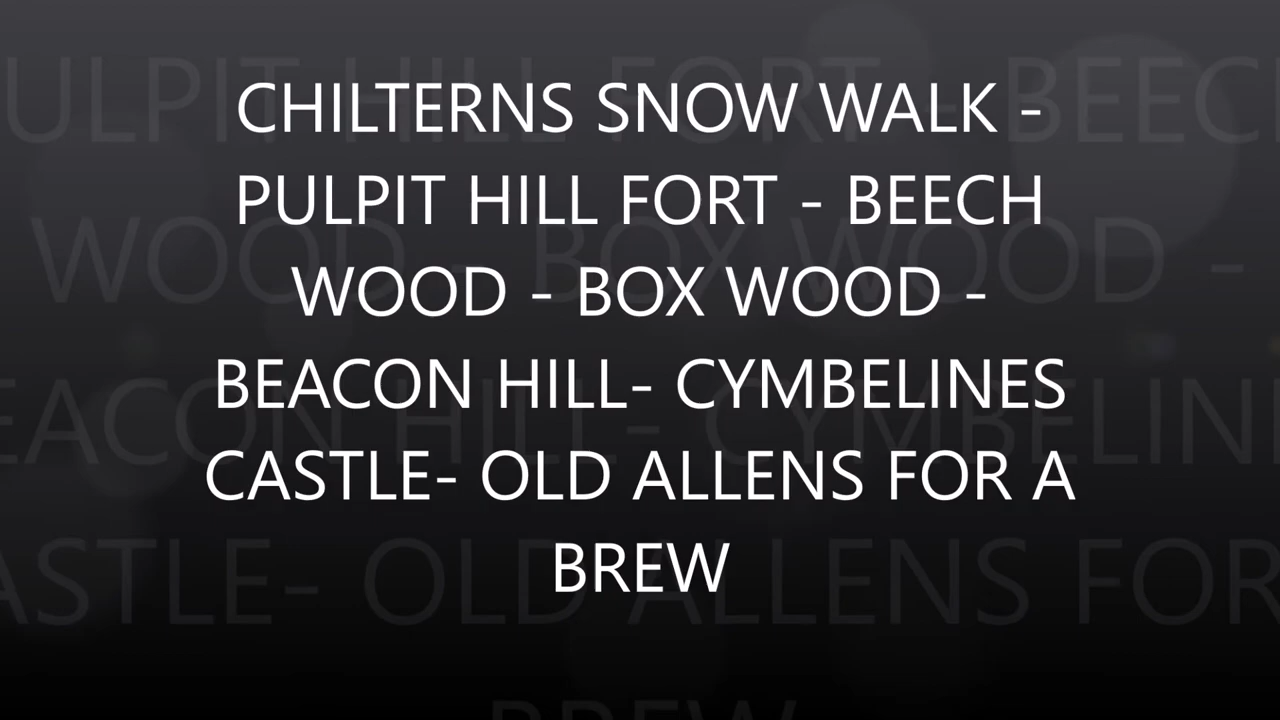 CHILTERNS SNOW WALK -
PULPIT HILL FORT - BEECH
WOOD - BOX WOOD -
BEACON HILL- CYMBELINES
CASTLE- OLD ALLENS FOR A
BREW